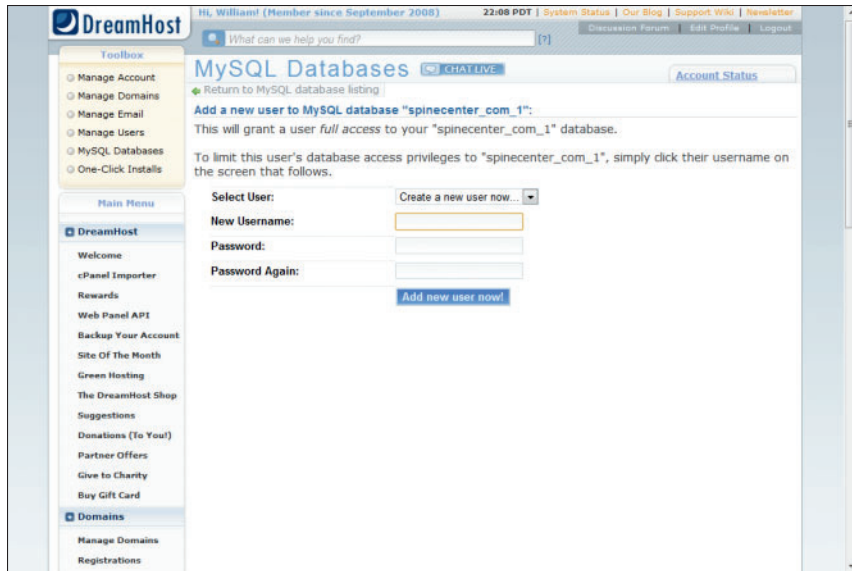 DreamHost
Hi, William! (Member since September 2008)
22:08 PDT | System Status | Our Blog | Support Wiki | Newsletter
What can we help you find?
[?]
Discussion Forum | Edit Profile | Logout
Toolbox
Manage Account
Manage Domains
Manage Email
Manage Users
MySQL Databases
One-Click Installs
Main Menu
DreamHost
Welcome
cPanel Importer
Rewards
Web Panel API
Backup Your Account
Site Of The Month
Green Hosting
The DreamHost Shop
Suggestions
Donations (To You!)
Partner Offers
Give to Charity
Buy Gift Card
Domains
Manage Domains
Registrations
MySQL Databases
CHAT LIVE
Account Status
Return to MySQL database listing
Add a new user to MySQL database "spinecenter_com_1":
This will grant a user full access to your "spinecenter_com_1" database.
To limit this user's database access privileges to "spinecenter_com_1", simply click their username on
the screen that follows.
Select User:
Create a new user now...
New Username:
Password:
Password Again:
Add new user now!